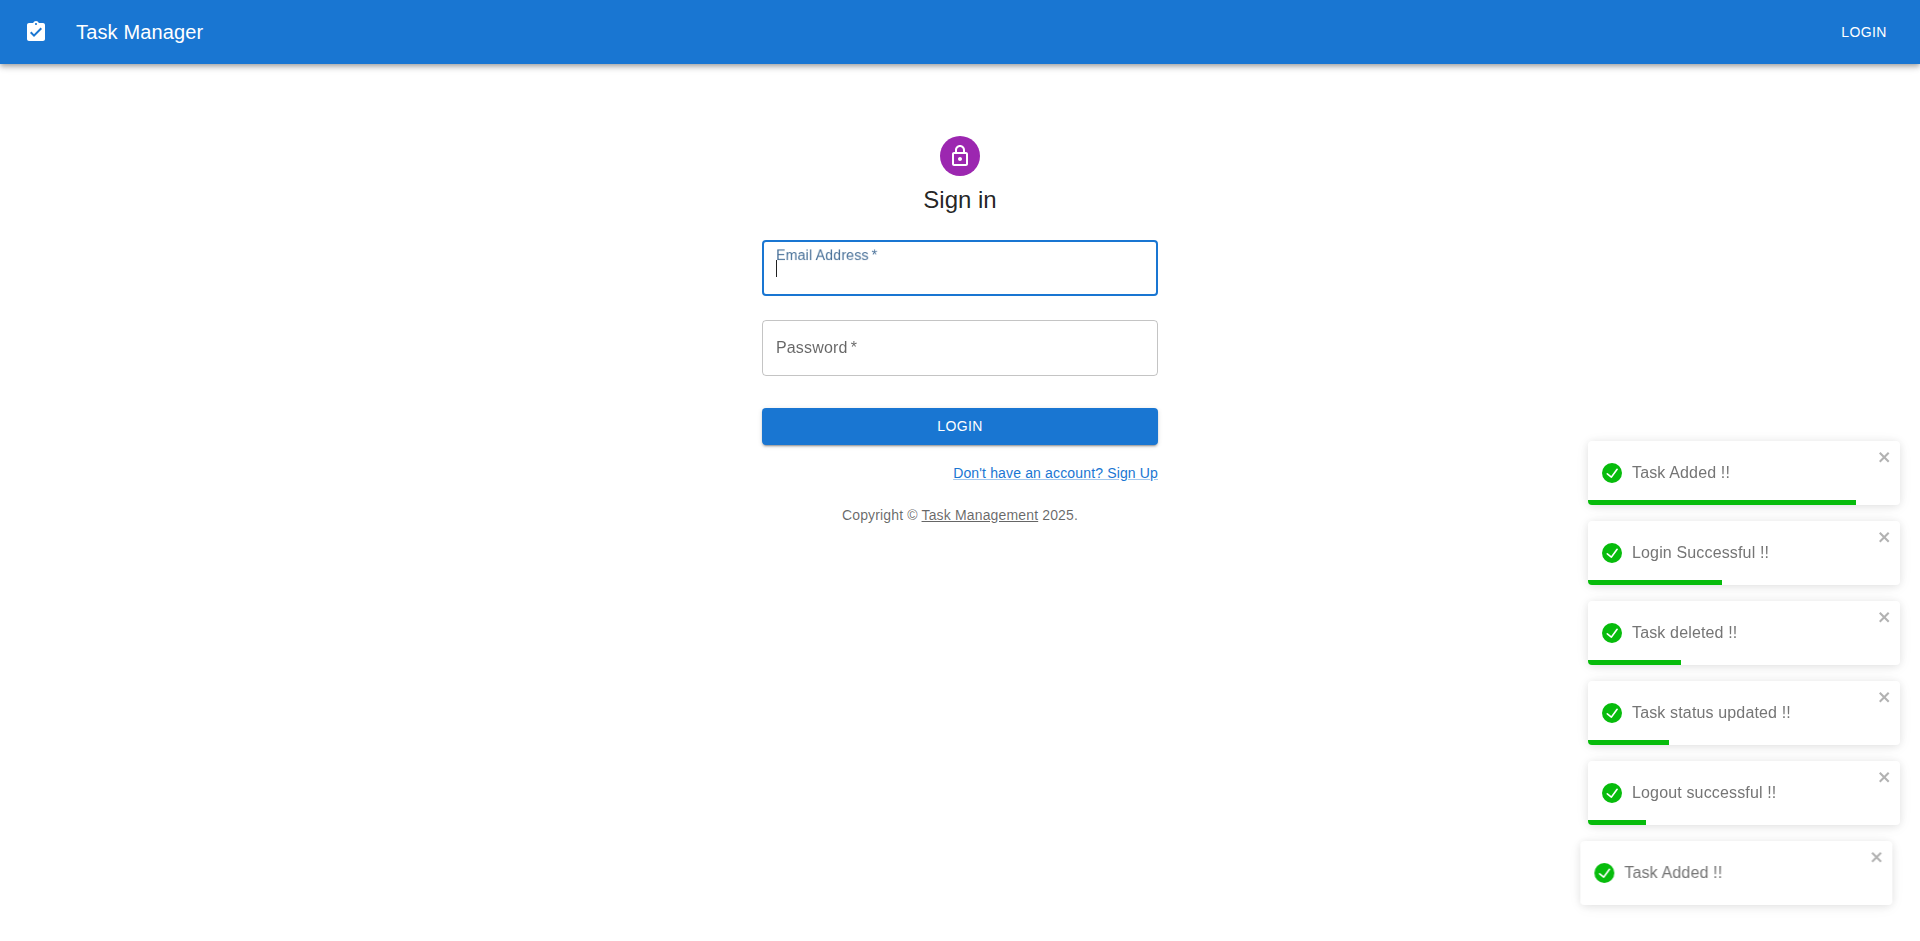 Task Manager
LOGIN
Sign in
Email Address *
Password *
LOGIN
Don't have an account? Sign Up
Copyright © Task Management 2025.
Task Added !!
Login Successful !!
Task deleted !!
Task status updated !!
Logout successful !!
Task Added !!